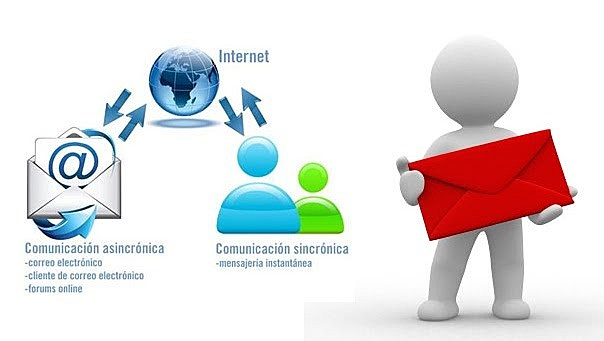 Internet
@
Comunicación asincrónica
-correo electrónico
-cliente de correo electrónico
-forums online
Comunicación sincrónica
-mensajería instantánea